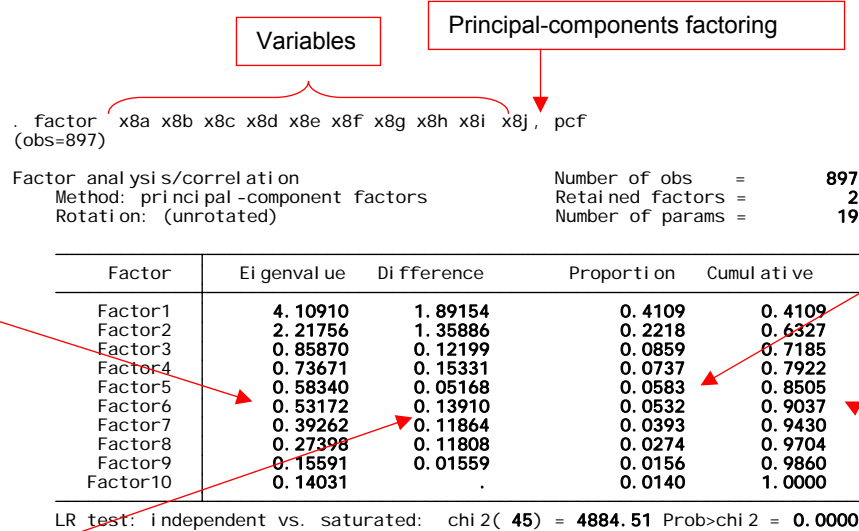 Variables
Principal-components factoring
. factor x8a x8b x8c x8d x8e x8f x8g x8h x8i x8j, pcf
(obs=897)
Factor analysis/correlation Number of obs = 897
Method: principal-component factors Retained factors = 2
Rotation: (unrotated) Number of params = 19
Factor Eigenvalue Difference Proportion Cumulative
Factor1 4.10910 1.89154 0.4109 0.4109
Factor2 2.21756 1.35886 0.2218 0.6327
Factor3 0.85870 0.12199 0.0859 0.7185
Factor4 0.73671 0.15331 0.0737 0.7922
Factor5 0.58340 0.05168 0.0583 0.8505
Factor6 0.53172 0.13910 0.0532 0.9037
Factor7 0.39262 0.11864 0.0393 0.9430
Factor8 0.27398 0.11808 0.0274 0.9704
Factor9 0.15591 0.01559 0.0156 0.9860
Factor10 0.14031 . 0.0140 1.0000
LR test: independent vs. saturated: chi2( 45) = 4884.51 Prob>chi2 = 0.0000